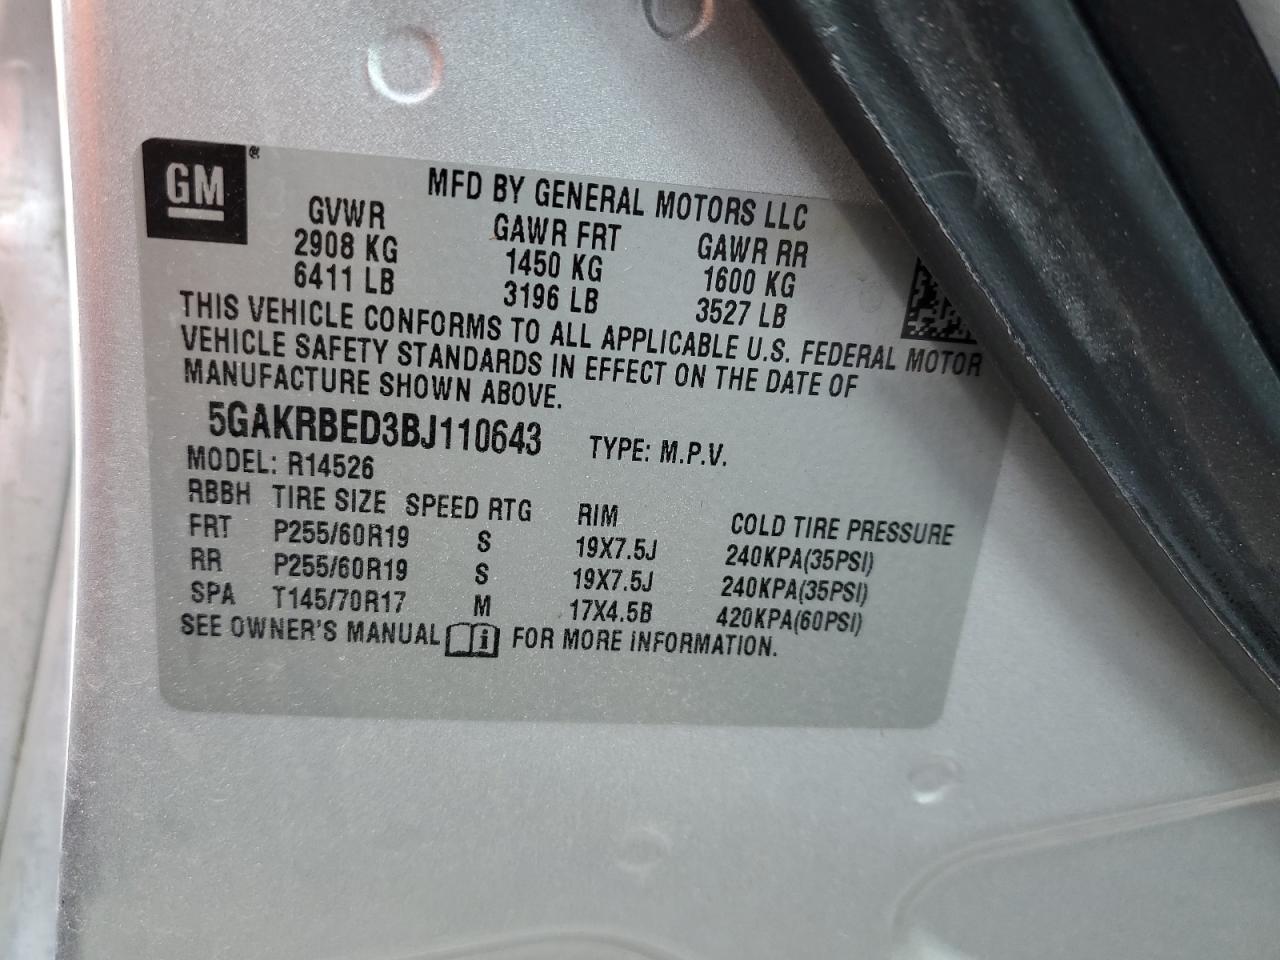 GM ®
MFD BY GENERAL MOTORS LLC
GVWR GAWR FRT GAWR RR
2908 KG 1450 KG 1600 KG
6411 LB 3196 LB 3527 LB
THIS VEHICLE CONFORMS TO ALL APPLICABLE U.S. FEDERAL MOTOR
VEHICLE SAFETY STANDARDS IN EFFECT ON THE DATE OF
MANUFACTURE SHOWN ABOVE.
5GAKRBED3BJ110643 TYPE: M.P.V.
MODEL: R14526
RBBH TIRE SIZE SPEED RTG RIM COLD TIRE PRESSURE
FRT P255/60R19 S 19X7.5J 240KPA(35PSI)
RR P255/60R19 S 19X7.5J 240KPA(35PSI)
SPA T145/70R17 M 17X4.5B 420KPA(60PSI)
SEE OWNER'S MANUAL i FOR MORE INFORMATION.